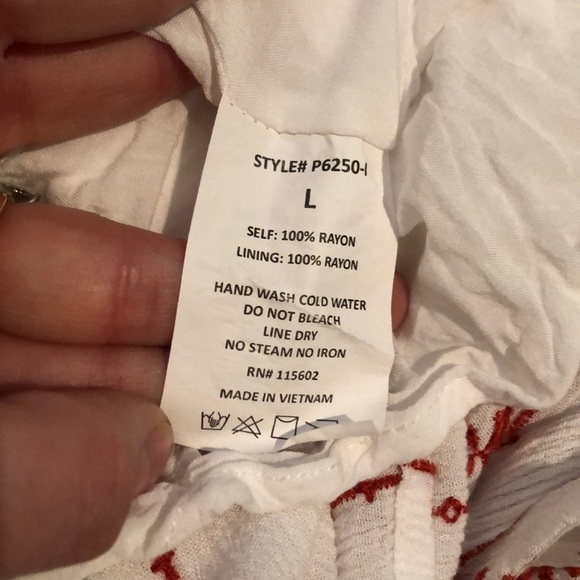 STYLE# P6250-I
L
SELF: 100% RAYON
LINING: 100% RAYON
HAND WASH COLD WATER
DO NOT BLEACH
LINE DRY
NO STEAM NO IRON
RN# 115602
MADE IN VIETNAM